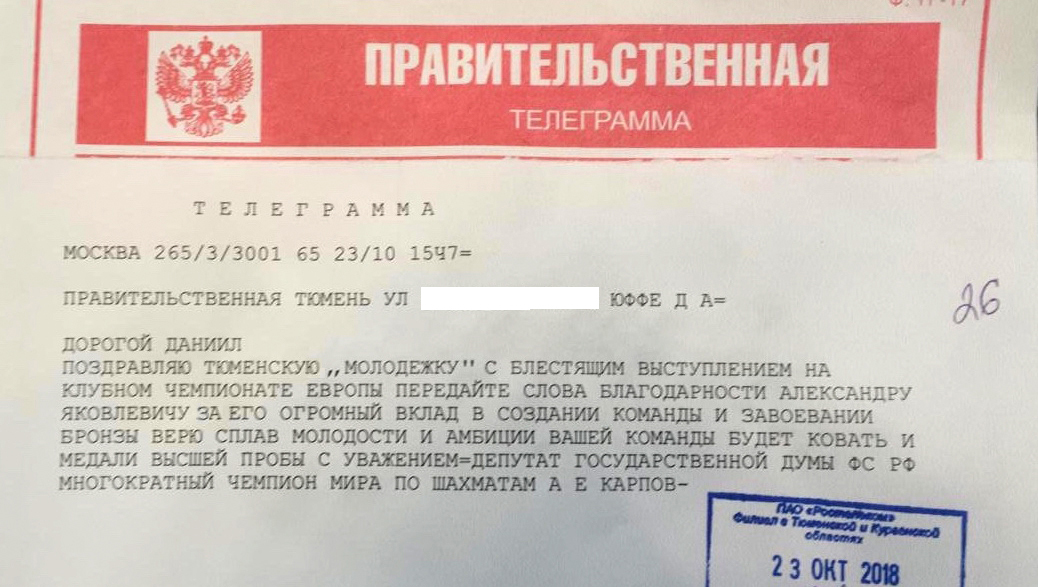 ПРАВИТЕЛЬСТВЕННАЯ
ТЕЛЕГРАММА
Т Е Л Е Г Р А М М А
МОСКВА 265/3/3001 65 23/10 1547=
ПРАВИТЕЛЬСТВЕННАЯ ТЮМЕНЬ УЛ ЮФФЕ Д А=
26
ДОРОГОЙ ДАНИИЛ
ПОЗДРАВЛЯЮ ТЮМЕНСКУЮ „МОЛОДЕЖКУ" С БЛЕСТЯЩИМ ВЫСТУПЛЕНИЕМ НА
КЛУБНОМ ЧЕМПИОНАТЕ ЕВРОПЫ ПЕРЕДАЙТЕ СЛОВА БЛАГОДАРНОСТИ АЛЕКСАНДРУ
ЯКОВЛЕВИЧУ ЗА ЕГО ОГРОМНЫЙ ВКЛАД В СОЗДАНИИ КОМАНДЫ И ЗАВОЕВАНИИ
БРОНЗЫ ВЕРЮ СПЛАВ МОЛОДОСТИ И АМБИЦИИ ВАШЕЙ КОМАНДЫ БУДЕТ КОВАТЬ И
МЕДАЛИ ВЫСШЕЙ ПРОБЫ С УВАЖЕНИЕМ=ДЕПУТАТ ГОСУДАРСТВЕННОЙ ДУМЫ ФС РФ
МНОГОКРАТНЫЙ ЧЕМПИОН МИРА ПО ШАХМАТАМ А Е КАРПОВ-
ПАО «Ростелеком»
Филиал в Тюменской и Курганской
областях
23 ОКТ 2018